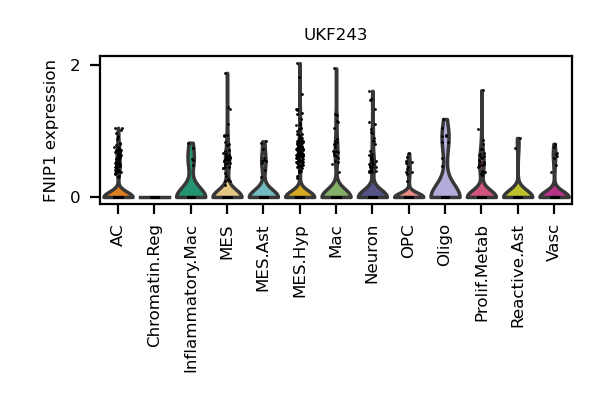 UKF243
FNIP1 expression
2
0
AC
Chromatin.Reg
Inflammatory.Mac
MES
MES.Ast
MES.Hyp
Mac
Neuron
OPC
Oligo
Prolif.Metab
Reactive.Ast
Vasc